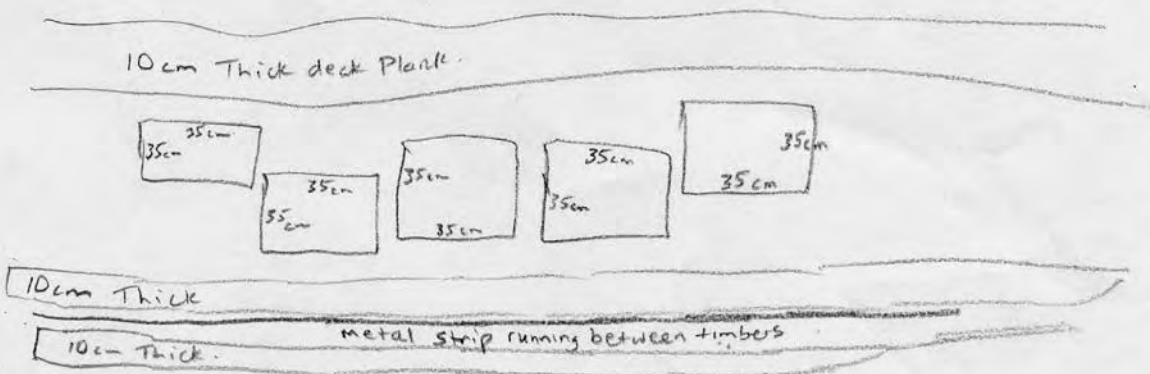 10cm Thick deck Plank.
35cm
35cm
35cm
35cm
35cm
35cm
35cm
35cm
35cm
35cm
10cm Thick
metal strip running between timbers
10cm Thick.